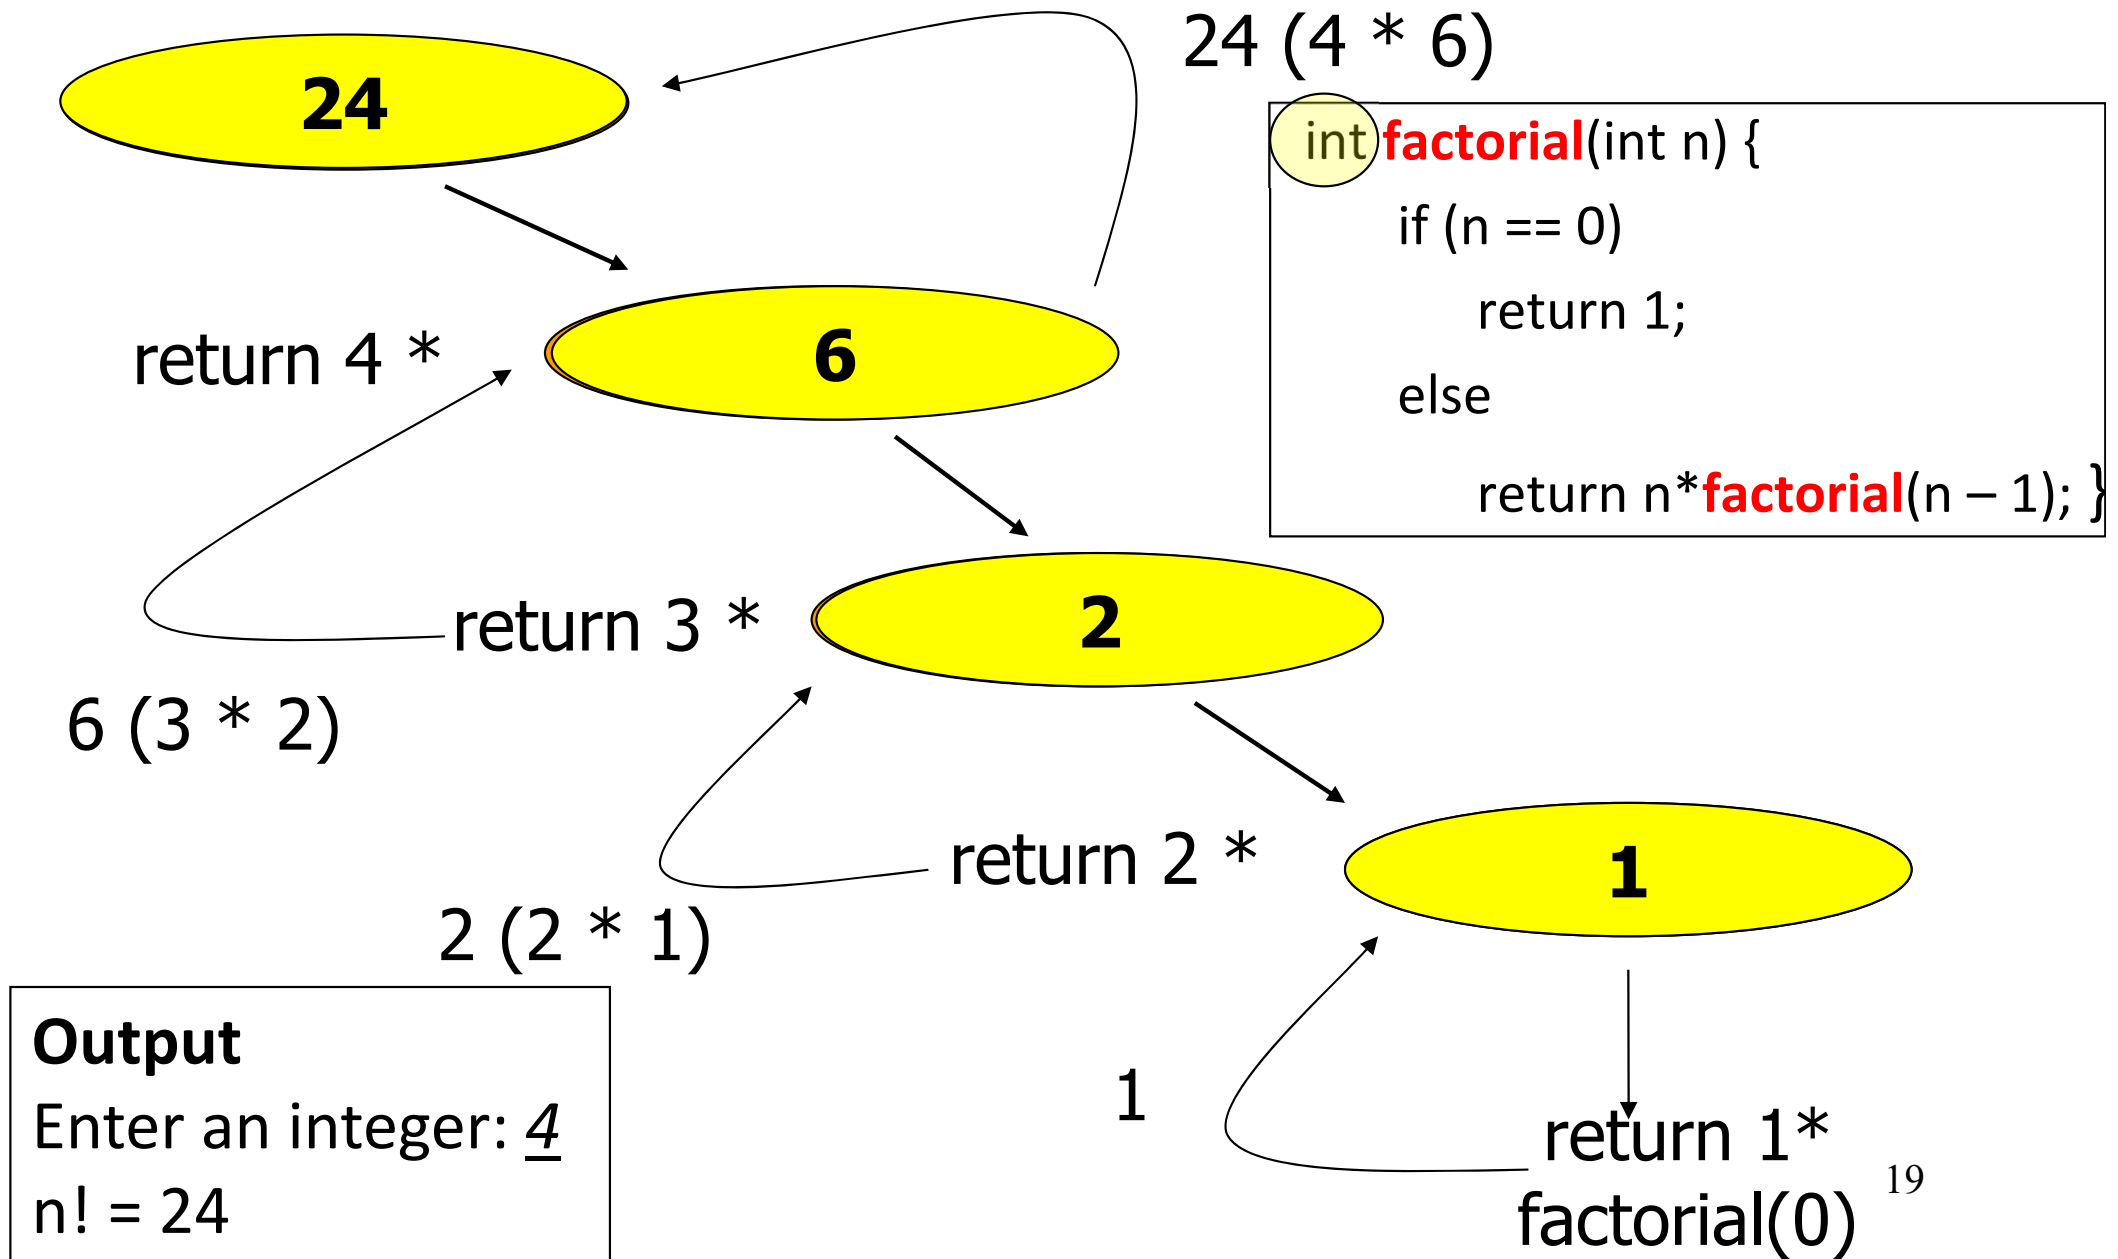 24 (4 * 6)
24
int factorial(int n) {
if (n == 0)
return 1;
else
return n*factorial(n – 1); }
return 4 *
6
return 3 *
2
6 (3 * 2)
return 2 *
1
2 (2 * 1)
Output
Enter an integer: 4
n! = 24
1
return 1*
factorial(0)
19